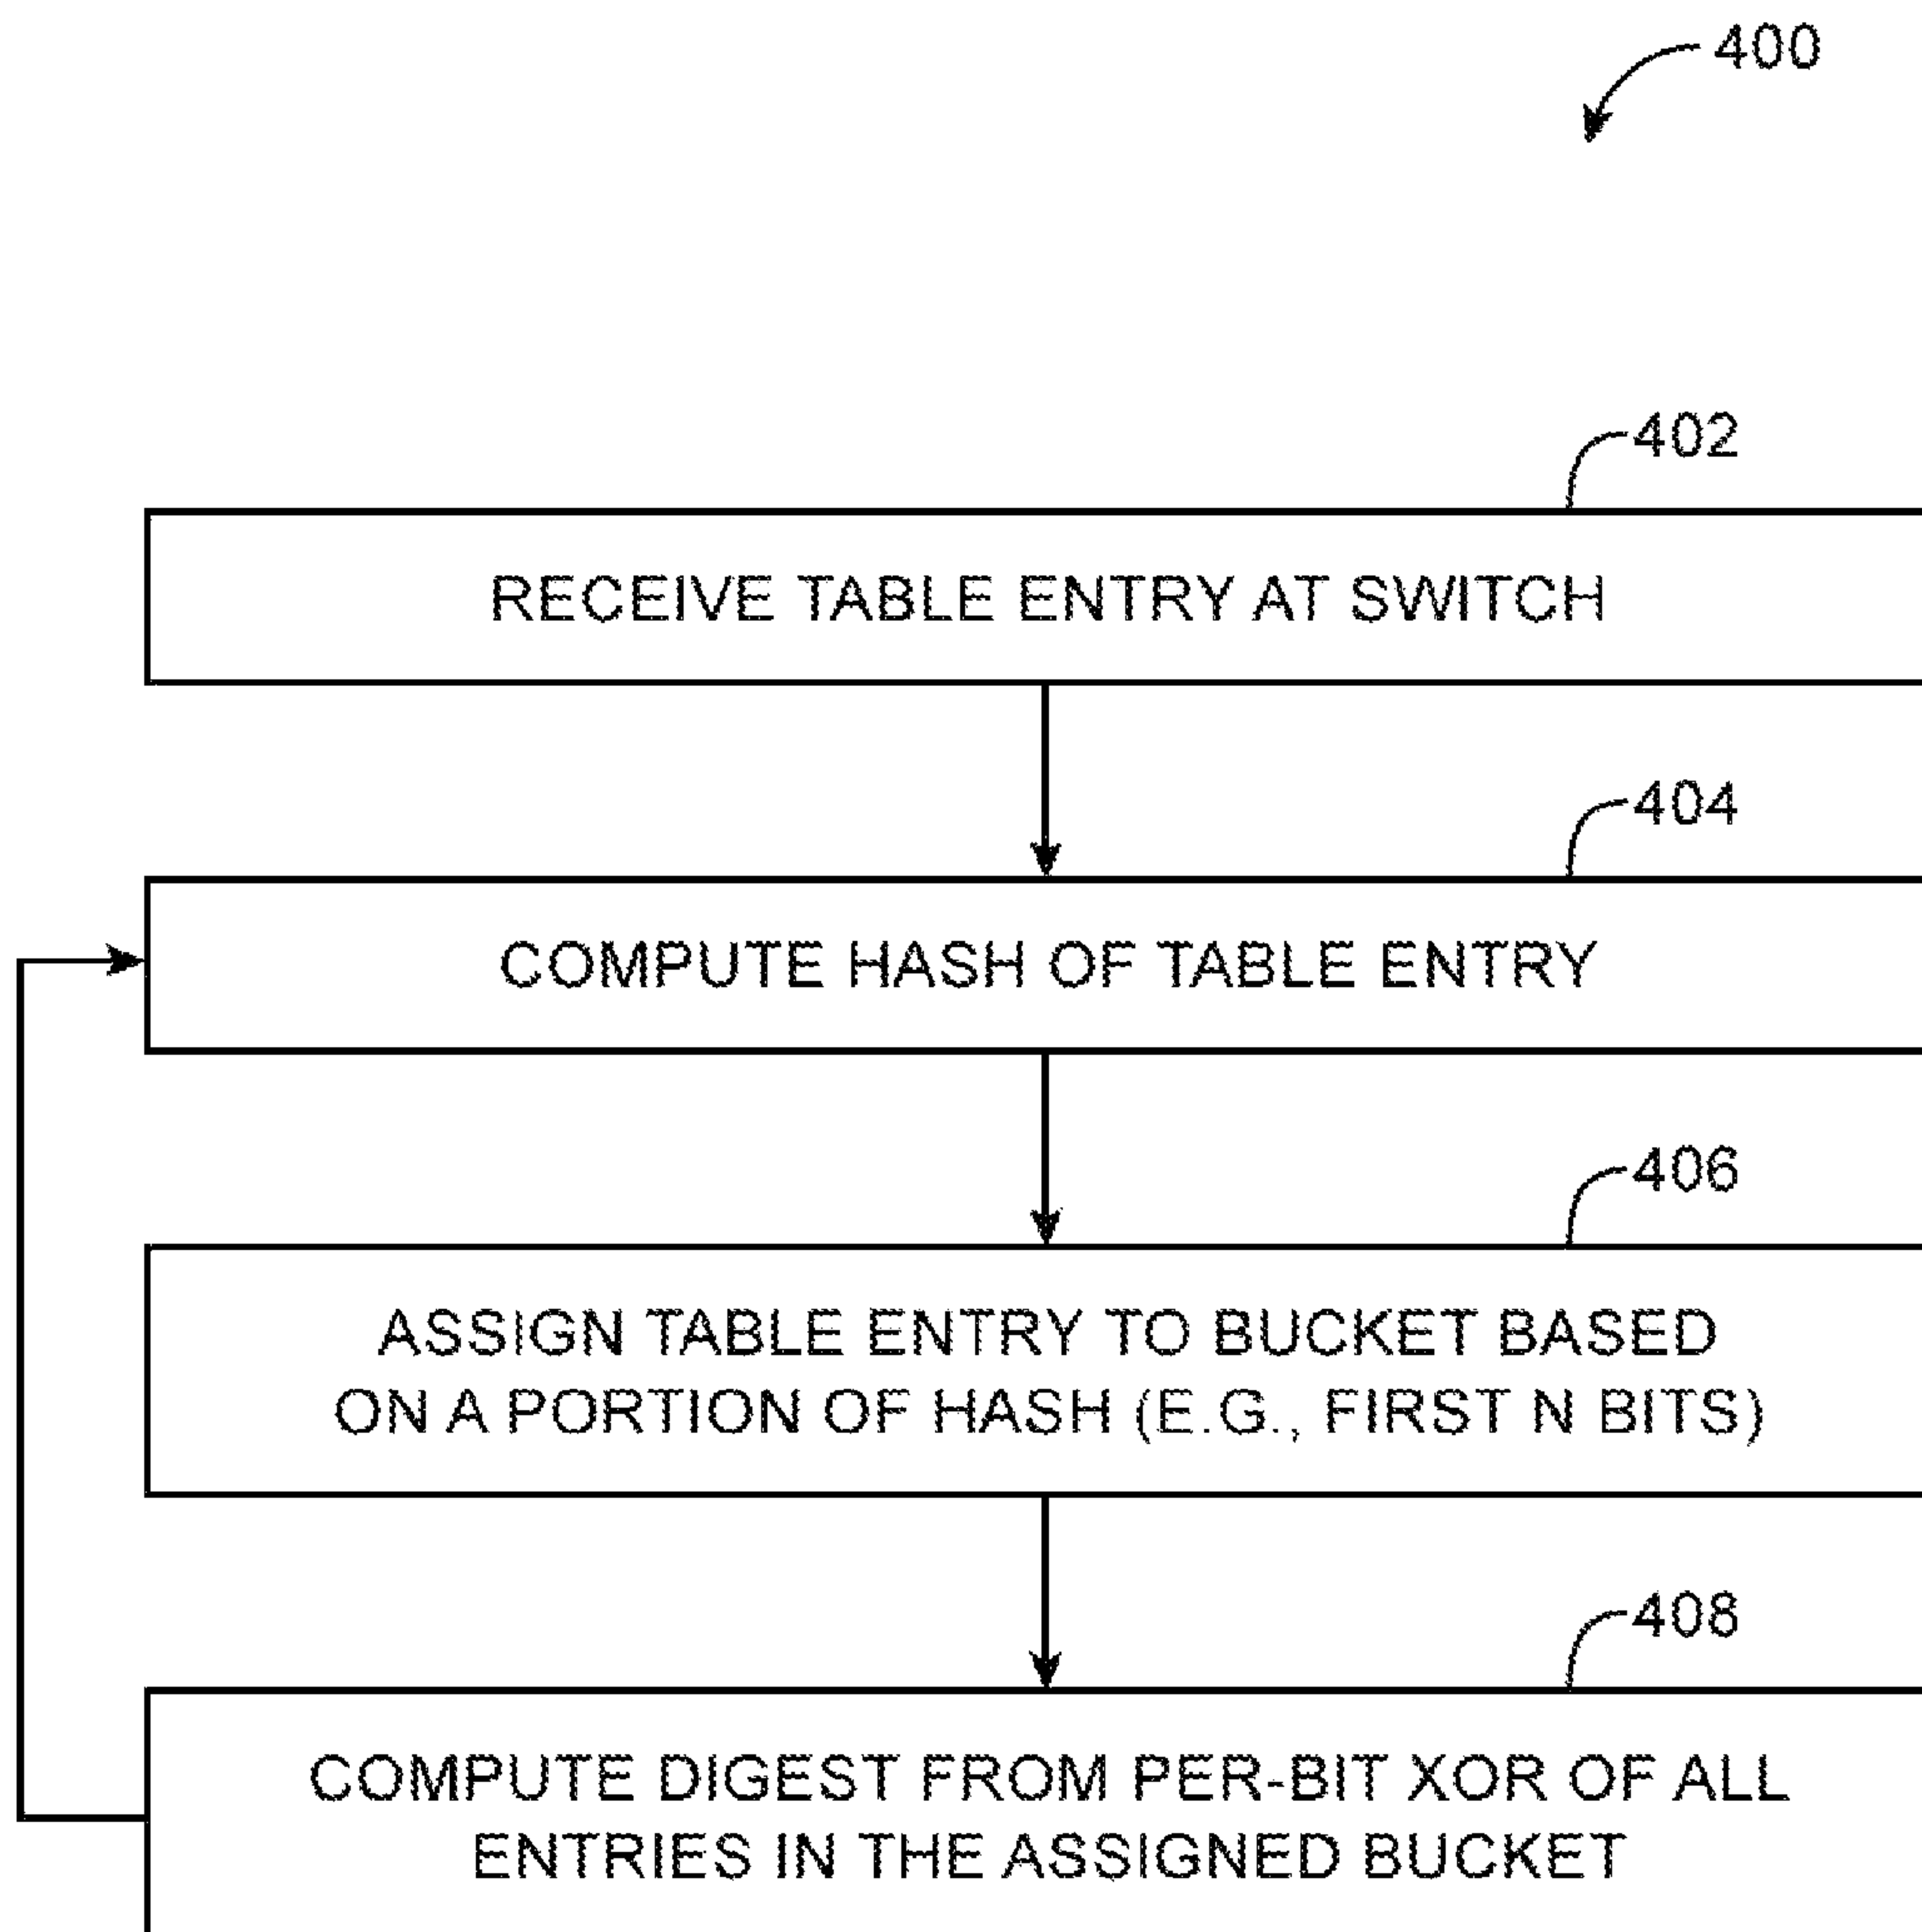 400
402
RECEIVE TABLE ENTRY AT SWITCH
404
COMPUTE HASH OF TABLE ENTRY
406
ASSIGN TABLE ENTRY TO BUCKET BASED
ON A PORTION OF HASH (E.G., FIRST N BITS)
408
COMPUTE DIGEST FROM PER-BIT XOR OF ALL
ENTRIES IN THE ASSIGNED BUCKET